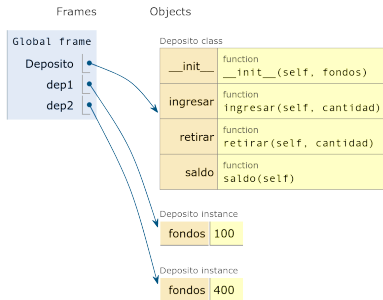 Frames Objects
Global frame
Deposito
dep1
dep2
Deposito class
__init__ function
__init__(self, fondos)
ingresar function
ingresar(self, cantidad)
retirar function
retirar(self, cantidad)
saldo function
saldo(self)
Deposito instance
fondos 100
Deposito instance
fondos 400